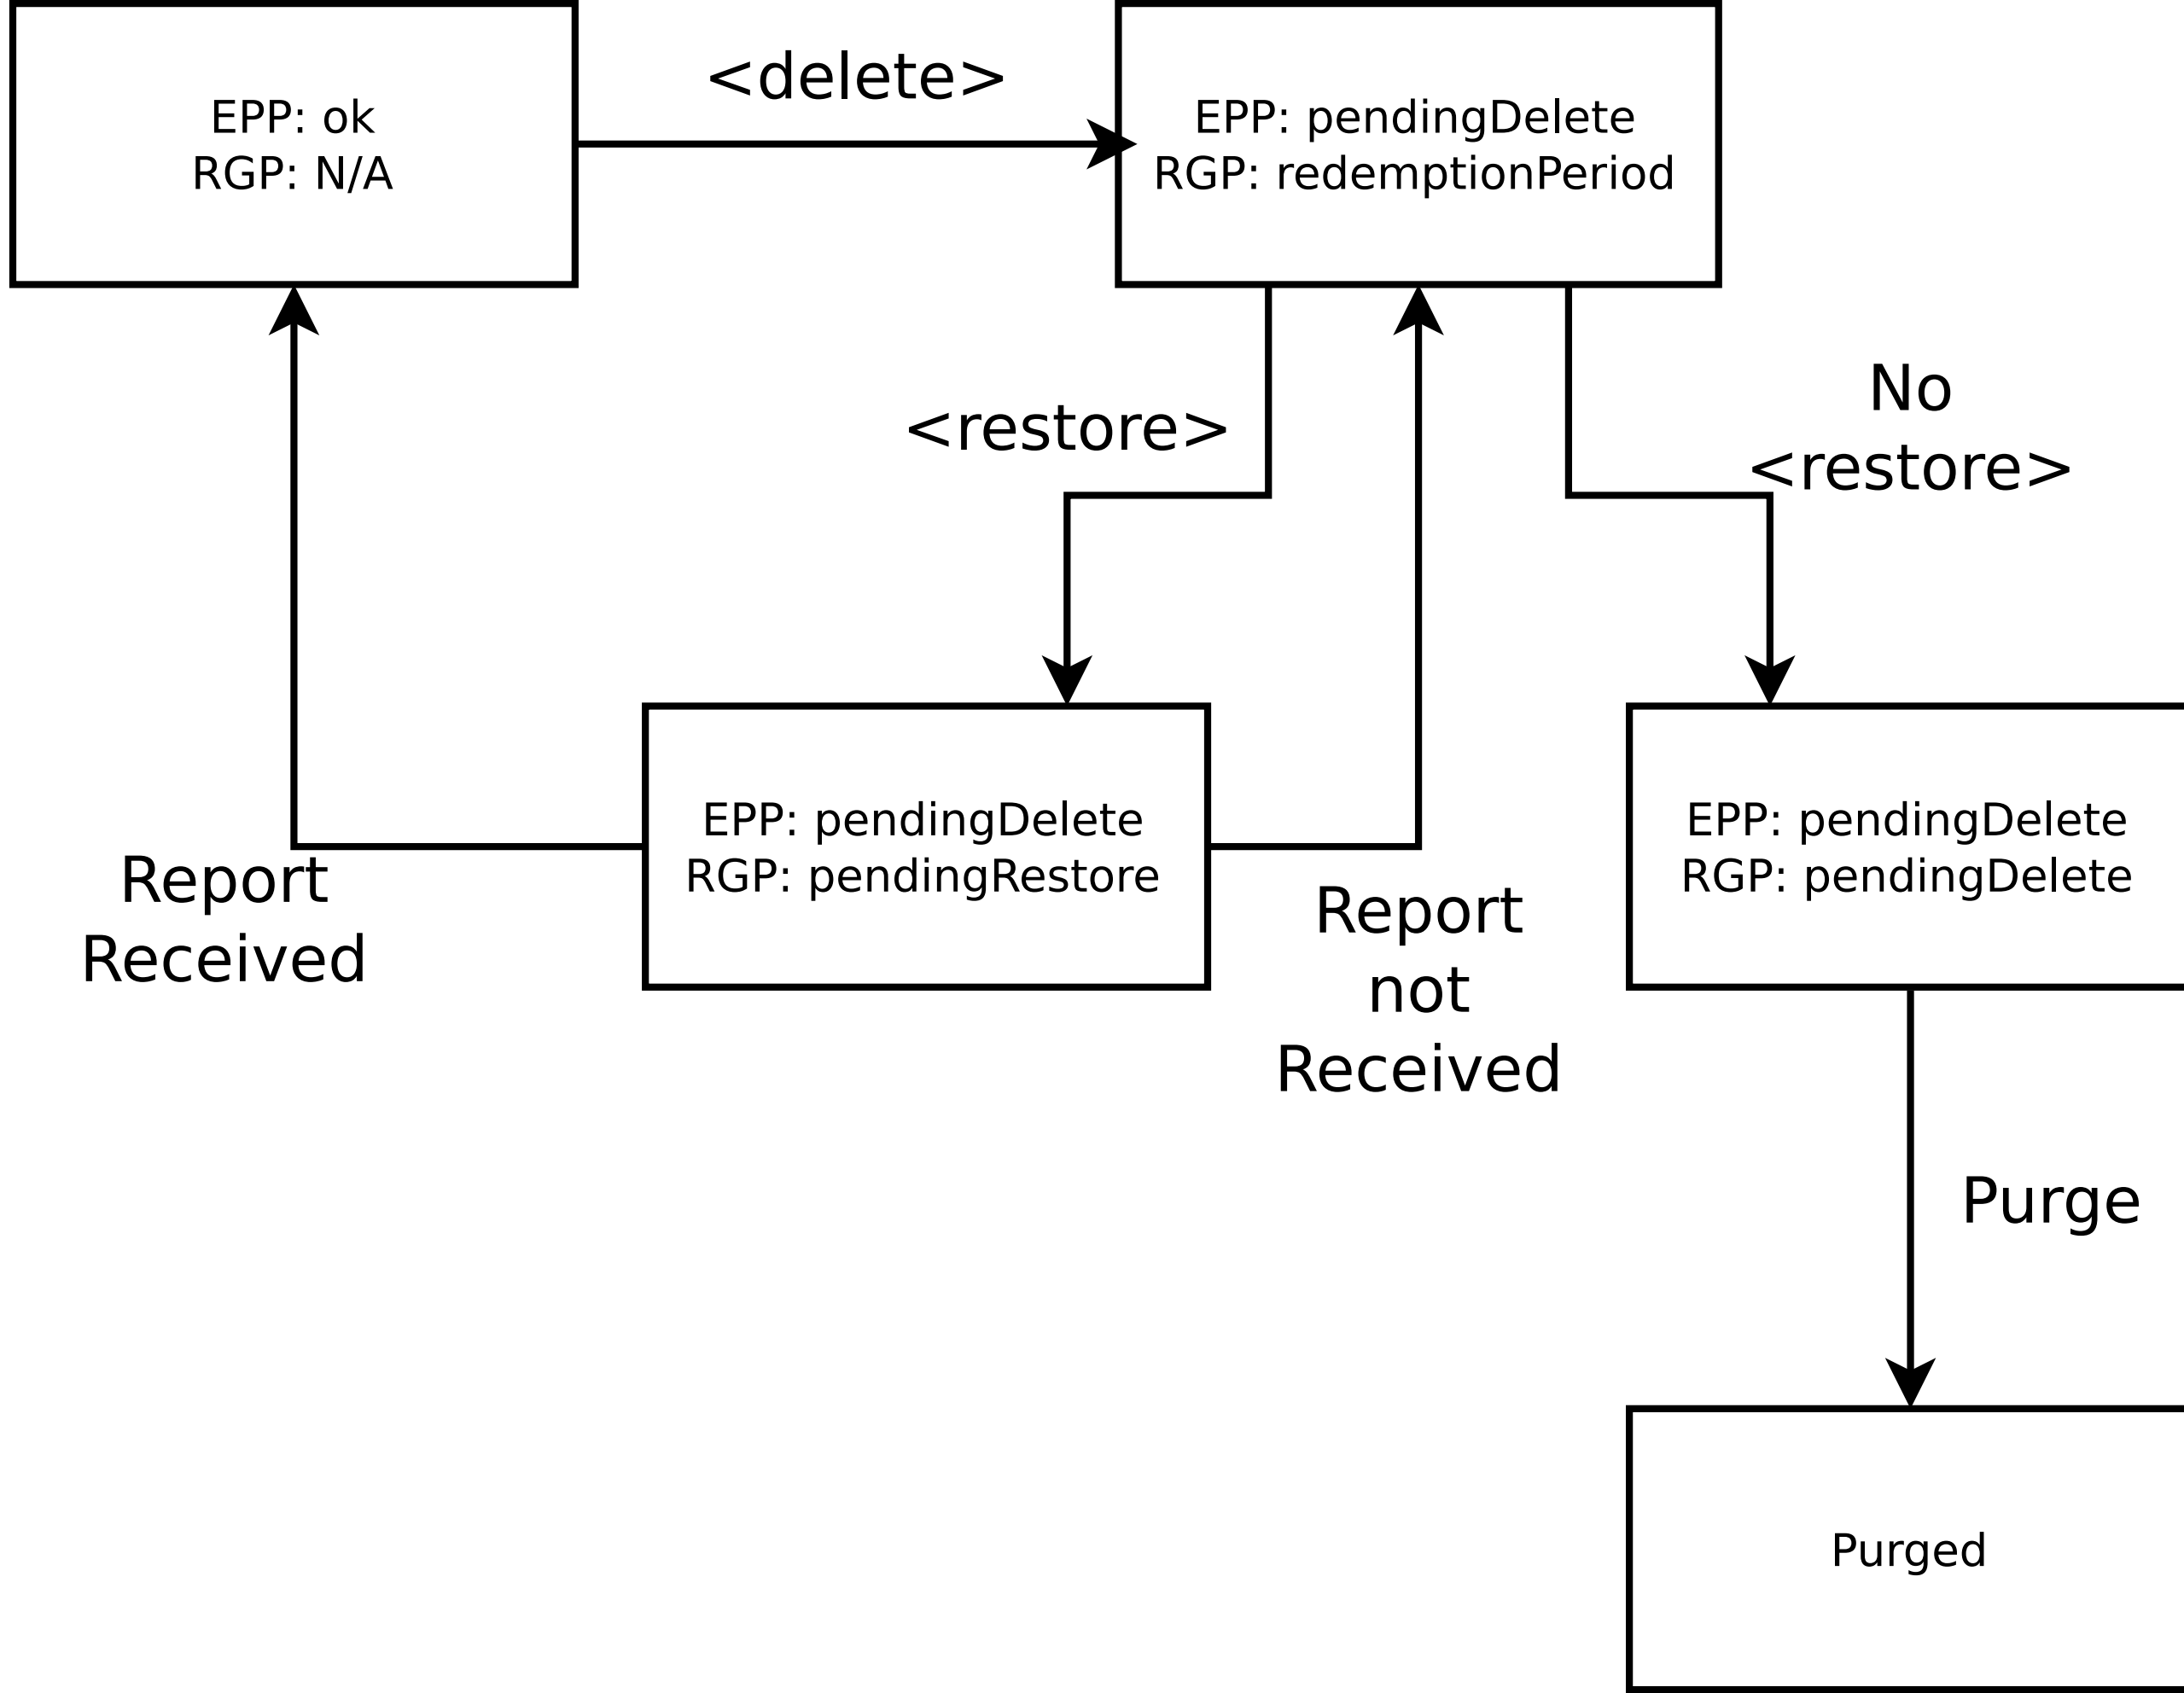 <delete>
EPP: ok
RGP: N/A
EPP: pendingDelete
RGP: redemptionPeriod
<restore>
No
<restore>
EPP: pendingDelete
RGP: pendingRestore
EPP: pendingDelete
RGP: pendingDelete
Report
Received
Report
not
Received
Purge
Purged